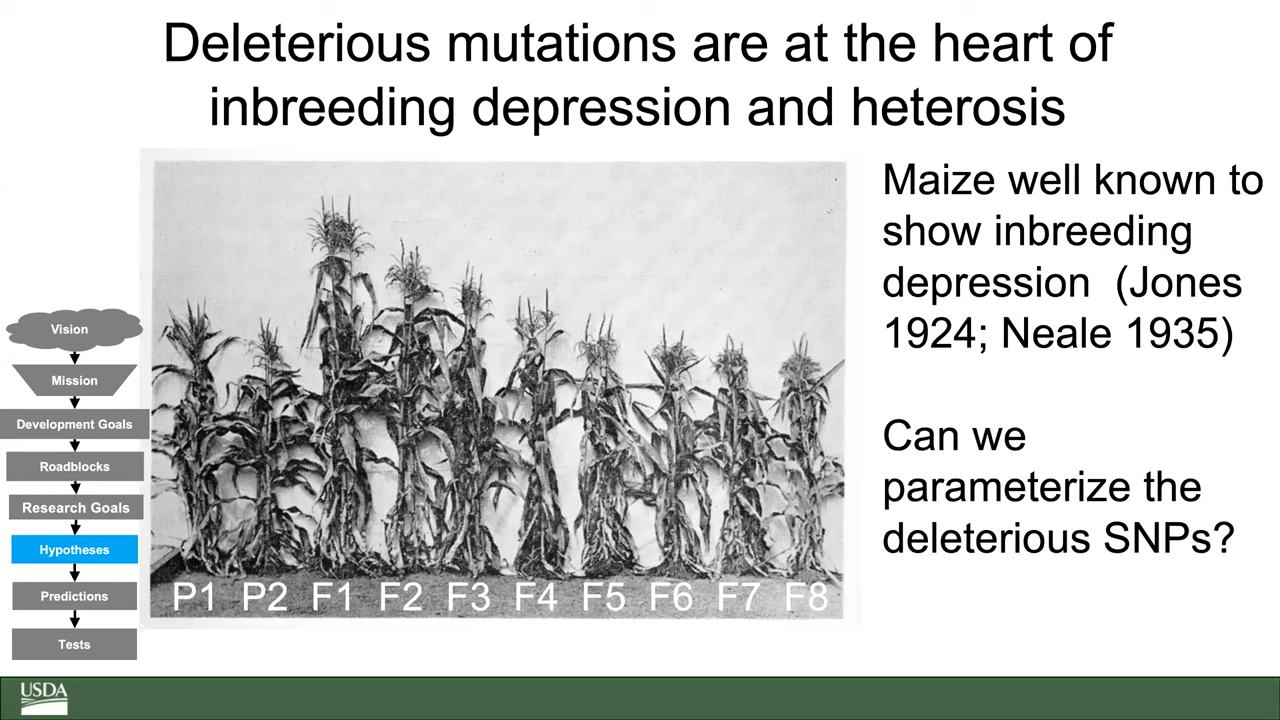 Deleterious mutations are at the heart of
inbreeding depression and heterosis
Maize well known to
show inbreeding
depression (Jones
1924; Neale 1935)
Can we
parameterize the
deleterious SNPs?
Vision
Mission
Development Goals
Roadblocks
Research Goals
Hypotheses
Predictions
Tests
P1 P2 F1 F2 F3 F4 F5 F6 F7 F8
USDA